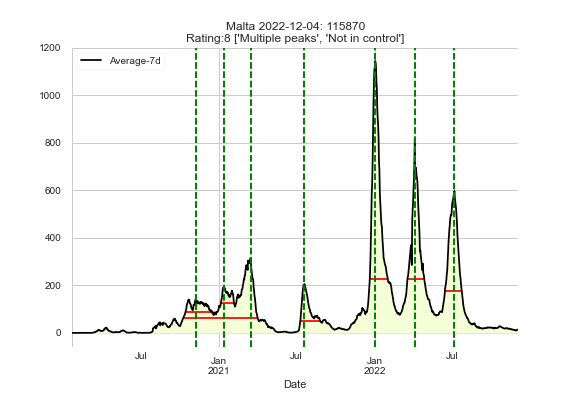 Malta 2022-12-04: 115870
Rating:8 ['Multiple peaks', 'Not in control']
Average-7d
1200
1000
800
600
400
200
0
Jul
Jan
2021
Jul
Jan
2022
Jul
Date